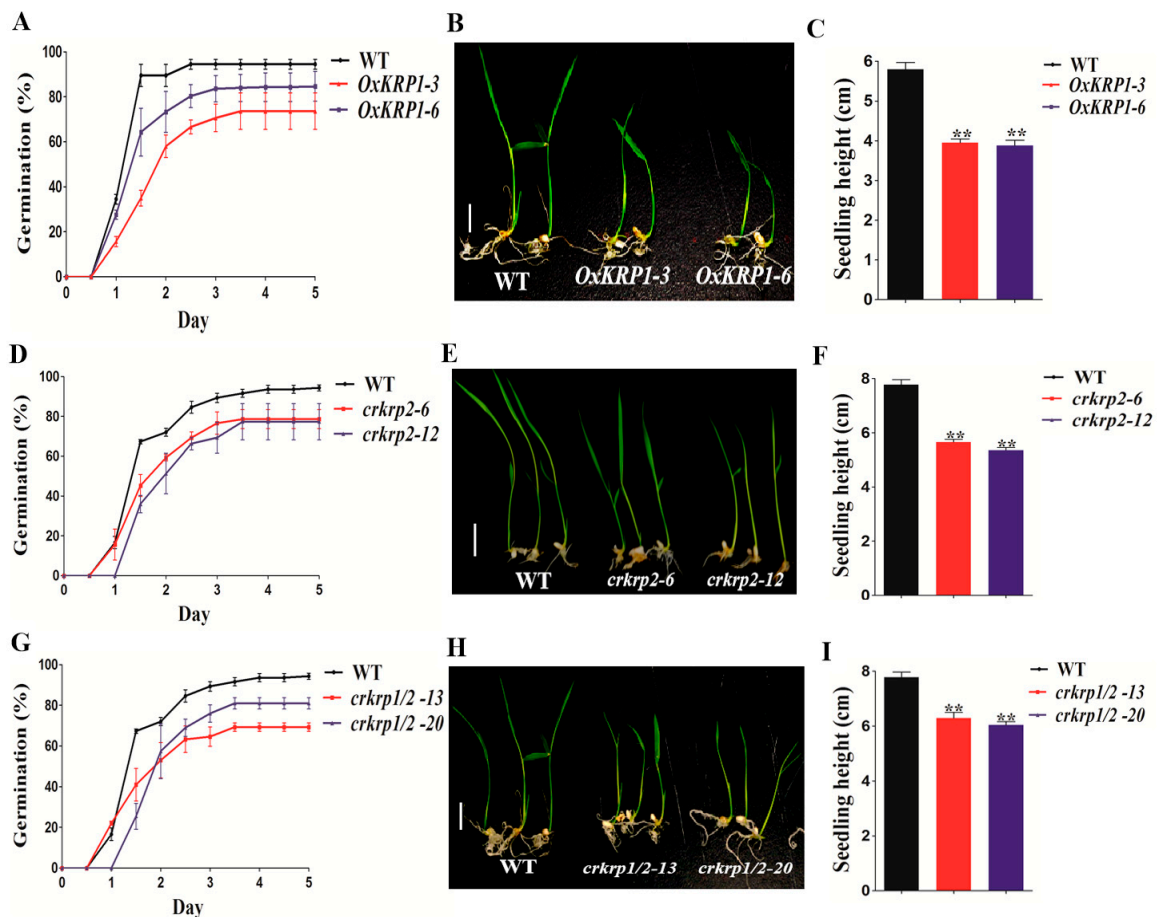 A
100
80
60
40
20
0
Germination (%)
0 1 2 3 4 5
Day
WT
OxKRP1-3
OxKRP1-6
B
WT
OxKRP1-3
OxKRP1-6
C
6
5
4
3
2
1
0
Seedling height (cm)
** **
WT
OxKRP1-3
OxKRP1-6
D
100
80
60
40
20
0
Germination (%)
0 1 2 3 4 5
Day
WT
crkrp2-6
crkrp2-12
E
WT
crkrp2-6
crkrp2-12
F
8
6
4
2
0
Seedling height (cm)
** **
WT
crkrp2-6
crkrp2-12
G
100
80
60
40
20
0
Germination (%)
0 1 2 3 4 5
Day
WT
crkrp1/2 -13
crkrp1/2 -20
H
WT
crkrp1/2-13
crkrp1/2-20
I
8
6
4
2
0
Seedling height (cm)
** **
WT
crkrp1/2 -13
crkrp1/2 -20